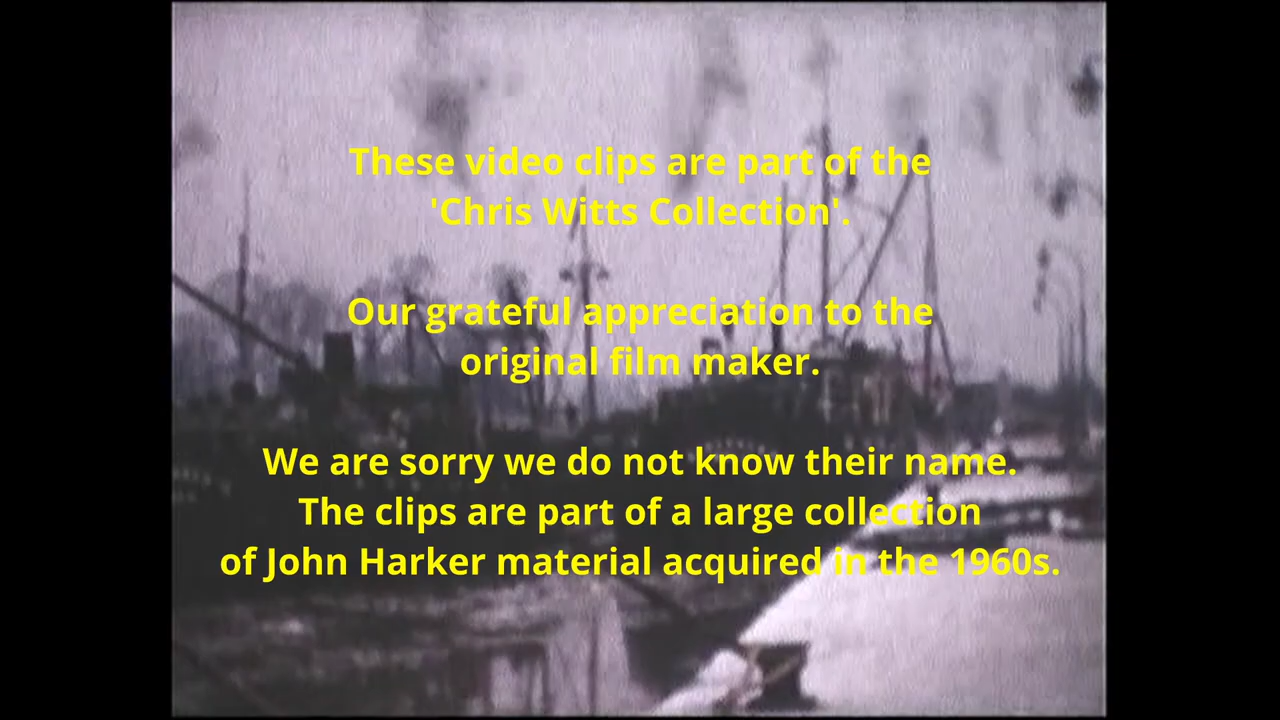 These video clips are part of the
'Chris Witts Collection'.
Our grateful appreciation to the
original film maker.
We are sorry we do not know their name.
The clips are part of a large collection
of John Harker material acquired in the 1960s.